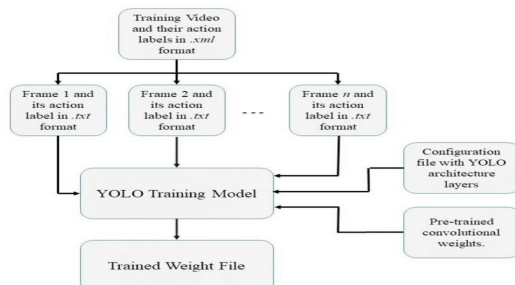 Training Video
and their action
labels in .xml
format
Frame 1 and
its action
label in .txt
format
Frame 2 and
its action
label in .txt
format
- - -
Frame n and
its action
label in .txt
format
Configuration
file with YOLO
architecture
layers
YOLO Training Model
Pre-trained
convolutional
weights.
Trained Weight File